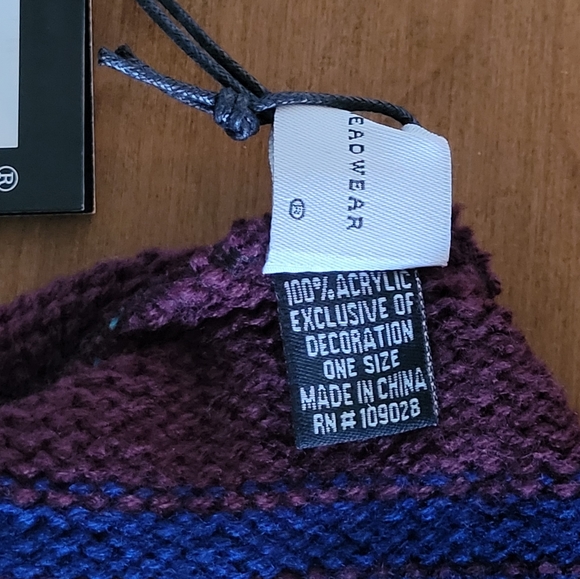 ®
EADWEAR
®
100% ACRYLIC
EXCLUSIVE OF
DECORATION
ONE SIZE
MADE IN CHINA
RN # 109028